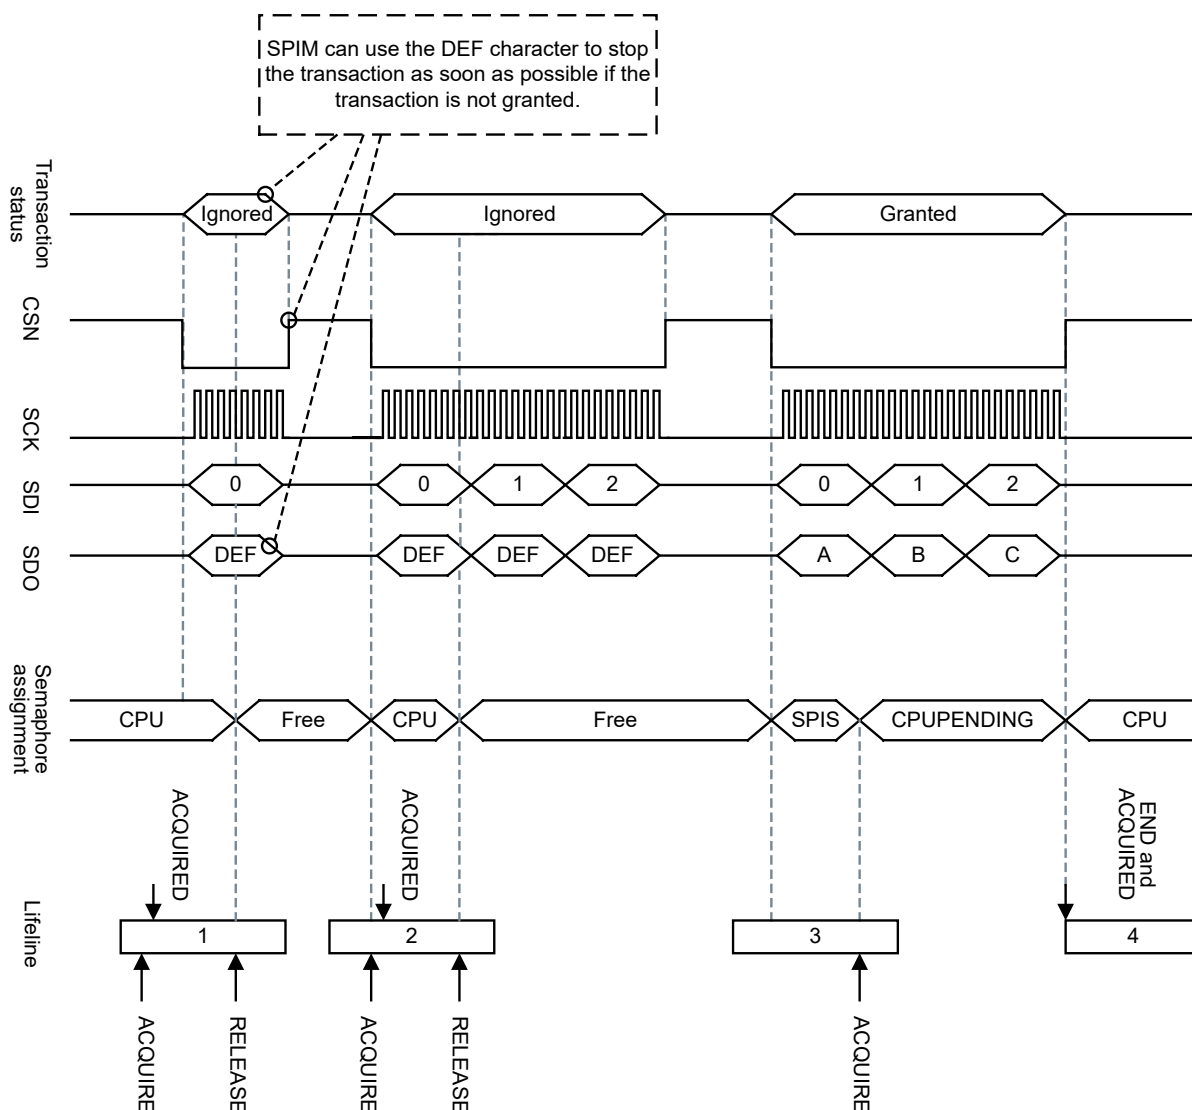 SPIM can use the DEF character to stop
the transaction as soon as possible if the
transaction is not granted.
Transaction
status
Ignored
Ignored
Granted
CSN
SCK
SDI
0
0
1
2
0
1
2
SDO
DEF
DEF
DEF
DEF
A
B
C
Semaphore
assignment
CPU
Free
CPU
Free
SPIS
CPUPENDING
CPU
ACQUIRED
ACQUIRED
END and
ACQUIRED
Lifeline
1
2
3
4
ACQUIRE
RELEASE
ACQUIRE
RELEASE
ACQUIRE